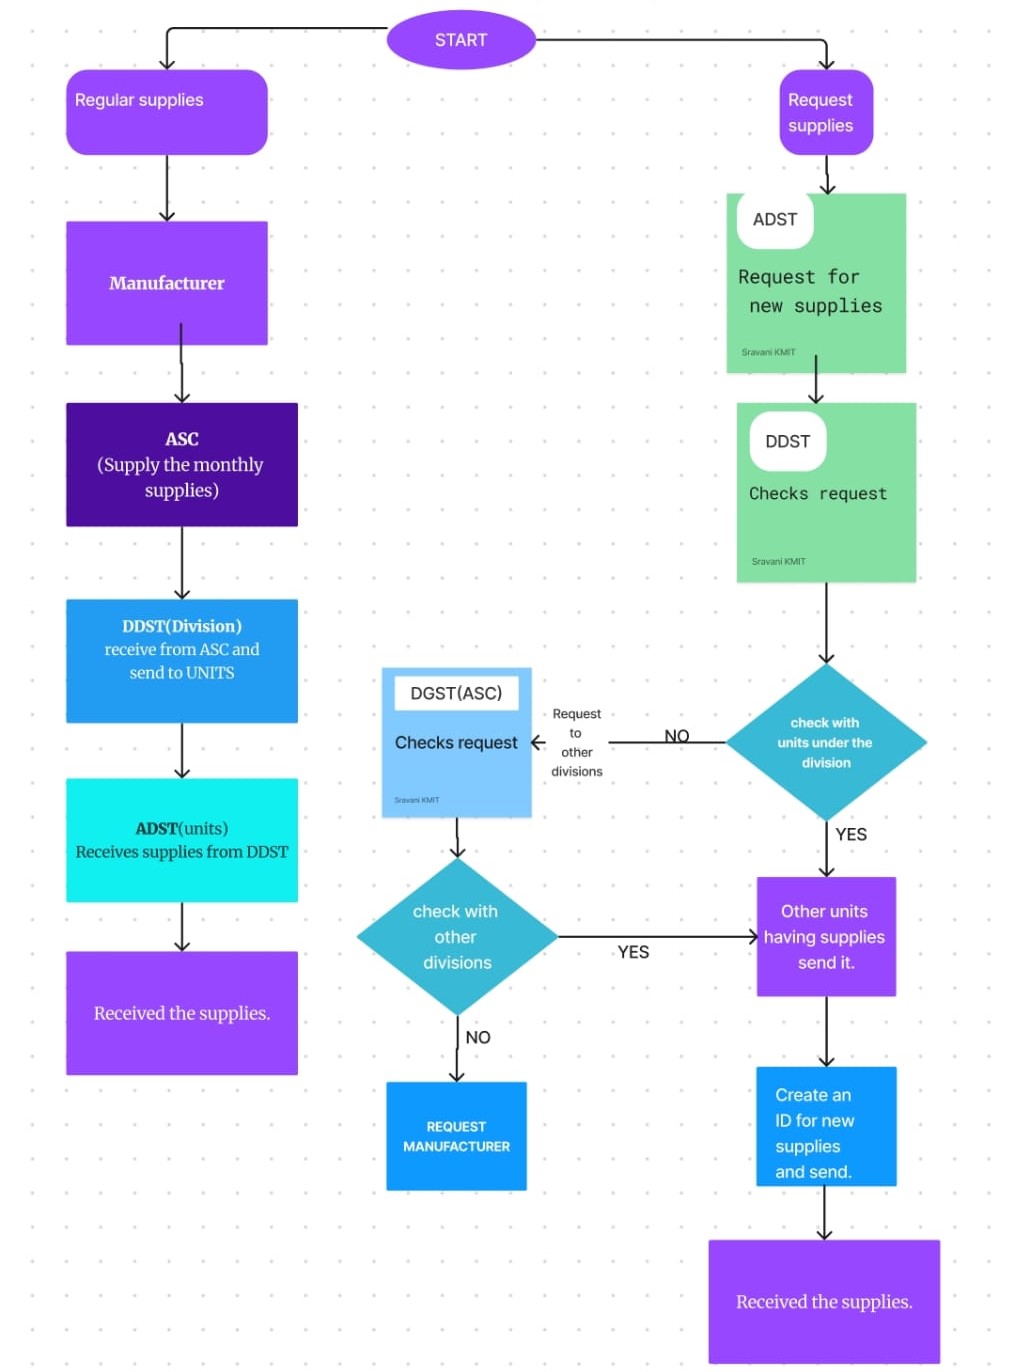 START
Regular supplies
Request
supplies
Manufacturer
ADST
Request for
new supplies
Sravani KMIT
ASC
(Supply the monthly
supplies)
DDST
Checks request
Sravani KMIT
DDST(Division)
receive from ASC and
send to UNITS
DGST(ASC)
Checks request
Sravani KMIT
Request
to
other
divisions
NO
check with
units under the
division
YES
ADST(units)
Receives supplies from DDST
check with
other
divisions
YES
Other units
having supplies
send it.
Received the supplies.
NO
REQUEST
MANUFACTURER
Create an
ID for new
supplies
and send.
Received the supplies.